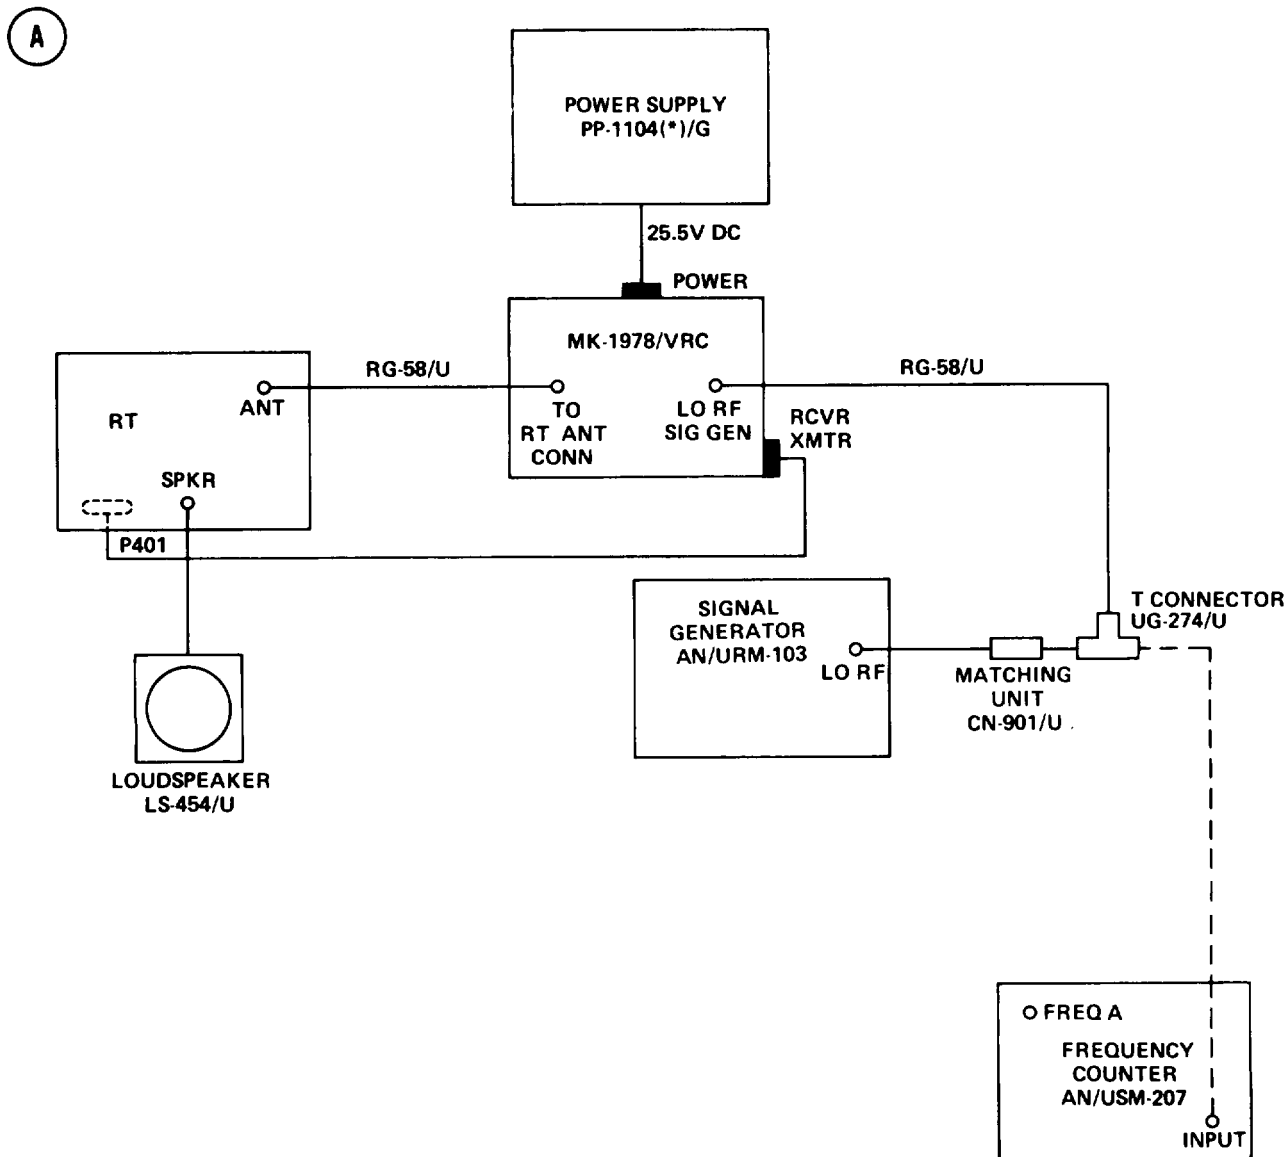 A
POWER SUPPLY
PP-1104(*)/G
25.5V DC
POWER
MK-1978/VRC
RG-58/U
RG-58/U
ANT
RT
TO
RT ANT
CONN
LO RF
SIG GEN
RCVR
XMTR
SPKR
P401
SIGNAL
GENERATOR
AN/URM-103
LO RF
T CONNECTOR
UG-274/U
MATCHING
UNIT
CN-901/U
LOUDSPEAKER
LS-454/U
FREQ A
FREQUENCY
COUNTER
AN/USM-207
INPUT